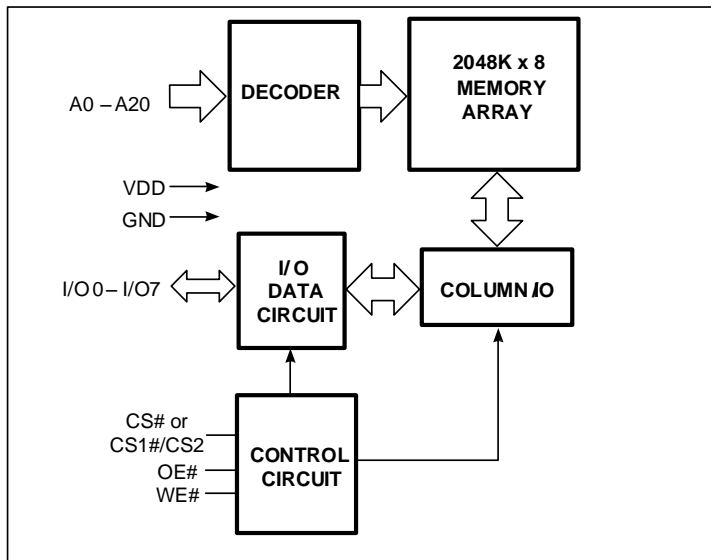 A0 – A20
DECODER
2048K x 8
MEMORY
ARRAY
VDD
GND
I/O0 – I/O7
I/O
DATA
CIRCUIT
COLUMN I/O
CS# or
CS1#/CS2
OE#
WE#
CONTROL
CIRCUIT